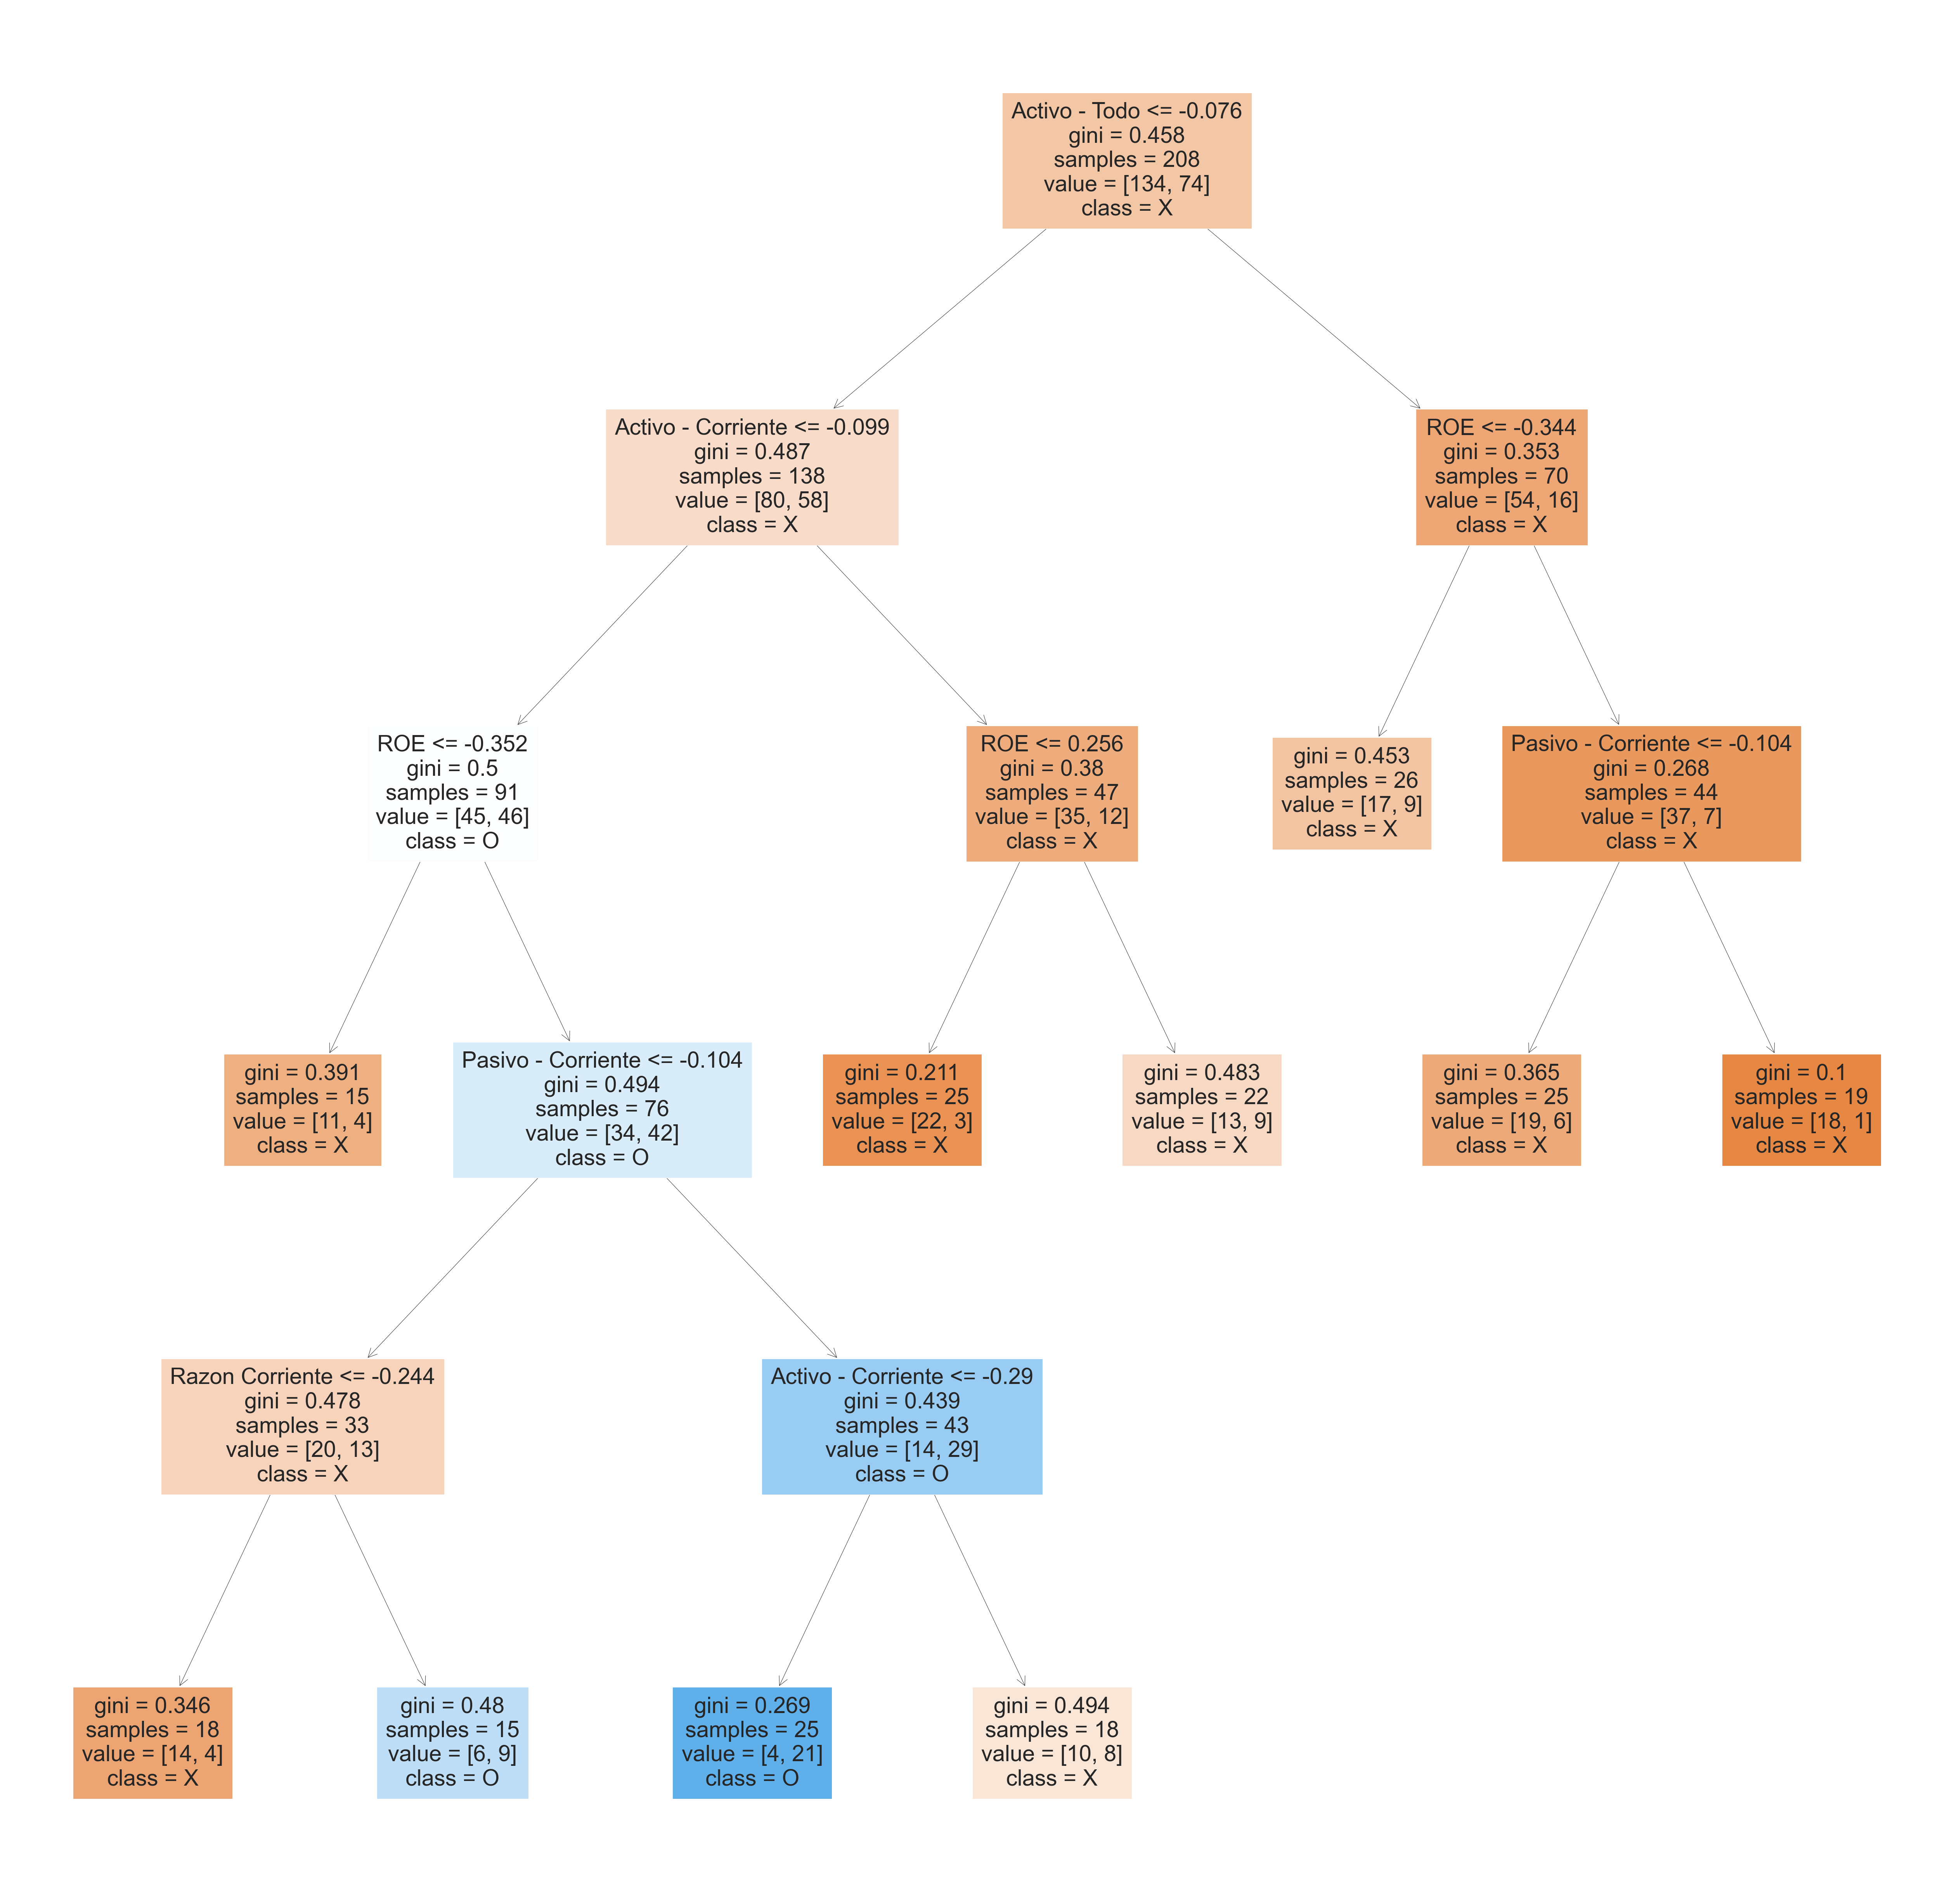 Activo - Todo <= -0.076
gini = 0.458
samples = 208
value = [134, 74]
class = X
Activo - Corriente <= -0.099
gini = 0.487
samples = 138
value = [80, 58]
class = X
ROE <= -0.344
gini = 0.353
samples = 70
value = [54, 16]
class = X
ROE <= -0.352
gini = 0.5
samples = 91
value = [45, 46]
class = O
ROE <= 0.256
gini = 0.38
samples = 47
value = [35, 12]
class = X
gini = 0.453
samples = 26
value = [17, 9]
class = X
Pasivo - Corriente <= -0.104
gini = 0.268
samples = 44
value = [37, 7]
class = X
gini = 0.391
samples = 15
value = [11, 4]
class = X
Pasivo - Corriente <= -0.104
gini = 0.494
samples = 76
value = [34, 42]
class = O
gini = 0.211
samples = 25
value = [22, 3]
class = X
gini = 0.483
samples = 22
value = [13, 9]
class = X
gini = 0.365
samples = 25
value = [19, 6]
class = X
gini = 0.1
samples = 19
value = [18, 1]
class = X
Razon Corriente <= -0.244
gini = 0.478
samples = 33
value = [20, 13]
class = X
Activo - Corriente <= -0.29
gini = 0.439
samples = 43
value = [14, 29]
class = O
gini = 0.346
samples = 18
value = [14, 4]
class = X
gini = 0.48
samples = 15
value = [6, 9]
class = O
gini = 0.269
samples = 25
value = [4, 21]
class = O
gini = 0.494
samples = 18
value = [10, 8]
class = X